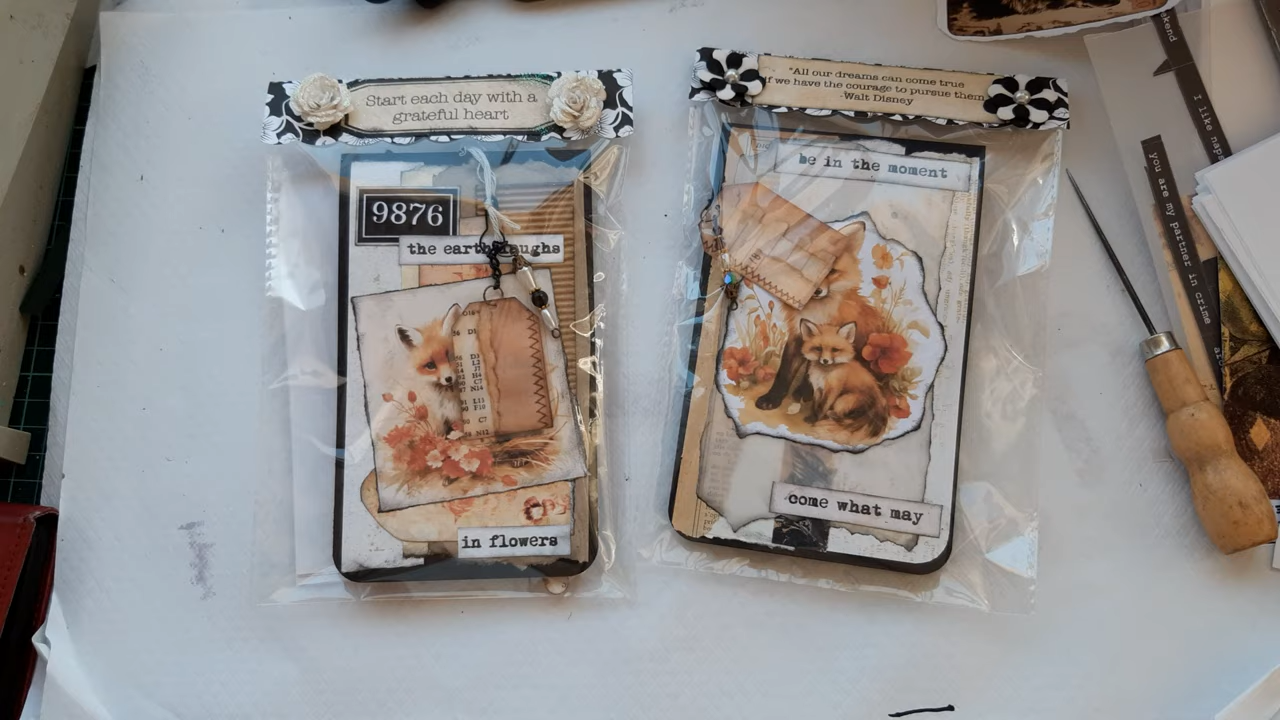 Start each day with a
grateful heart
9876
the earth laughs
in flowers
"All our dreams can come true
if we have the courage to pursue them"
-Walt Disney
be in the moment
come what may
I like naps
you are my partner in crime